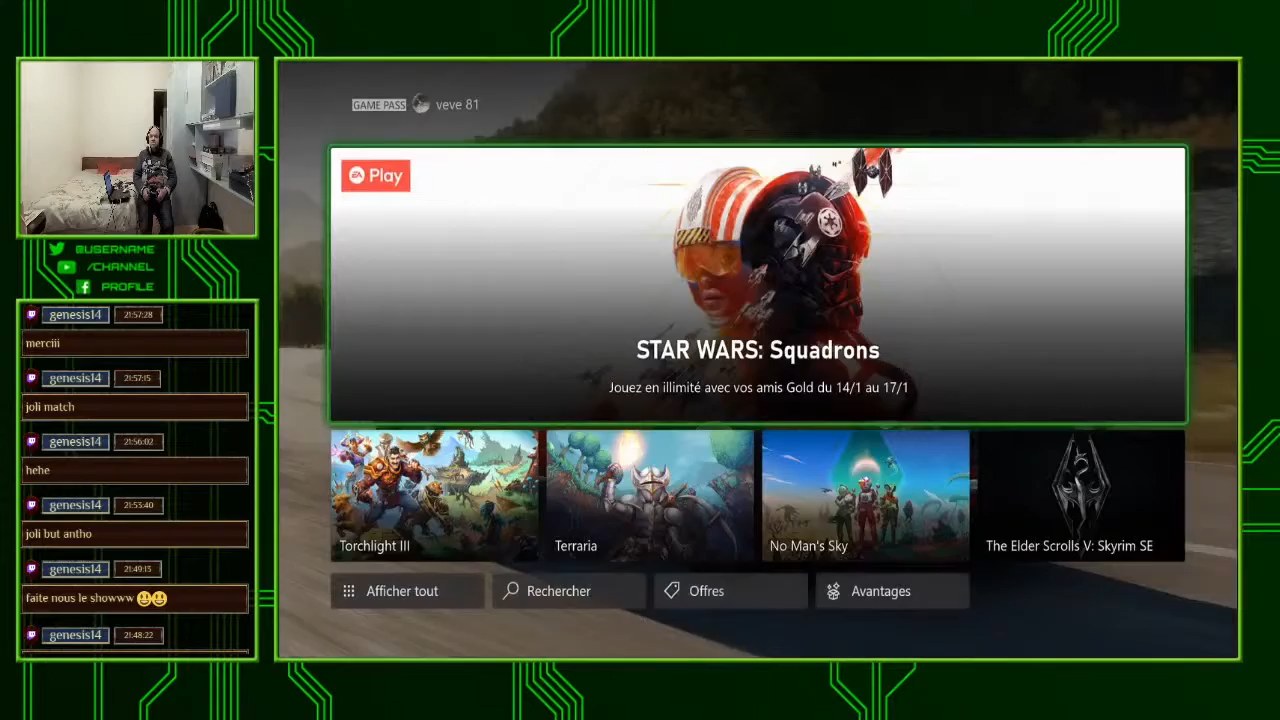 @USERNAME
/CHANNEL
PROFILE
genesis14 21:57:28
merciii
genesis14 21:57:15
joli match
genesis14 21:56:02
hehe
genesis14 21:53:40
joli but antho
genesis14 21:49:13
faite nous le showww 😃😃
genesis14 21:48:22
GAME PASS veve 81
EA Play
STAR WARS: Squadrons
Jouez en illimité avec vos amis Gold du 14/1 au 17/1
Torchlight III
Terraria
No Man's Sky
The Elder Scrolls V: Skyrim SE
Afficher tout
Rechercher
Offres
Avantages